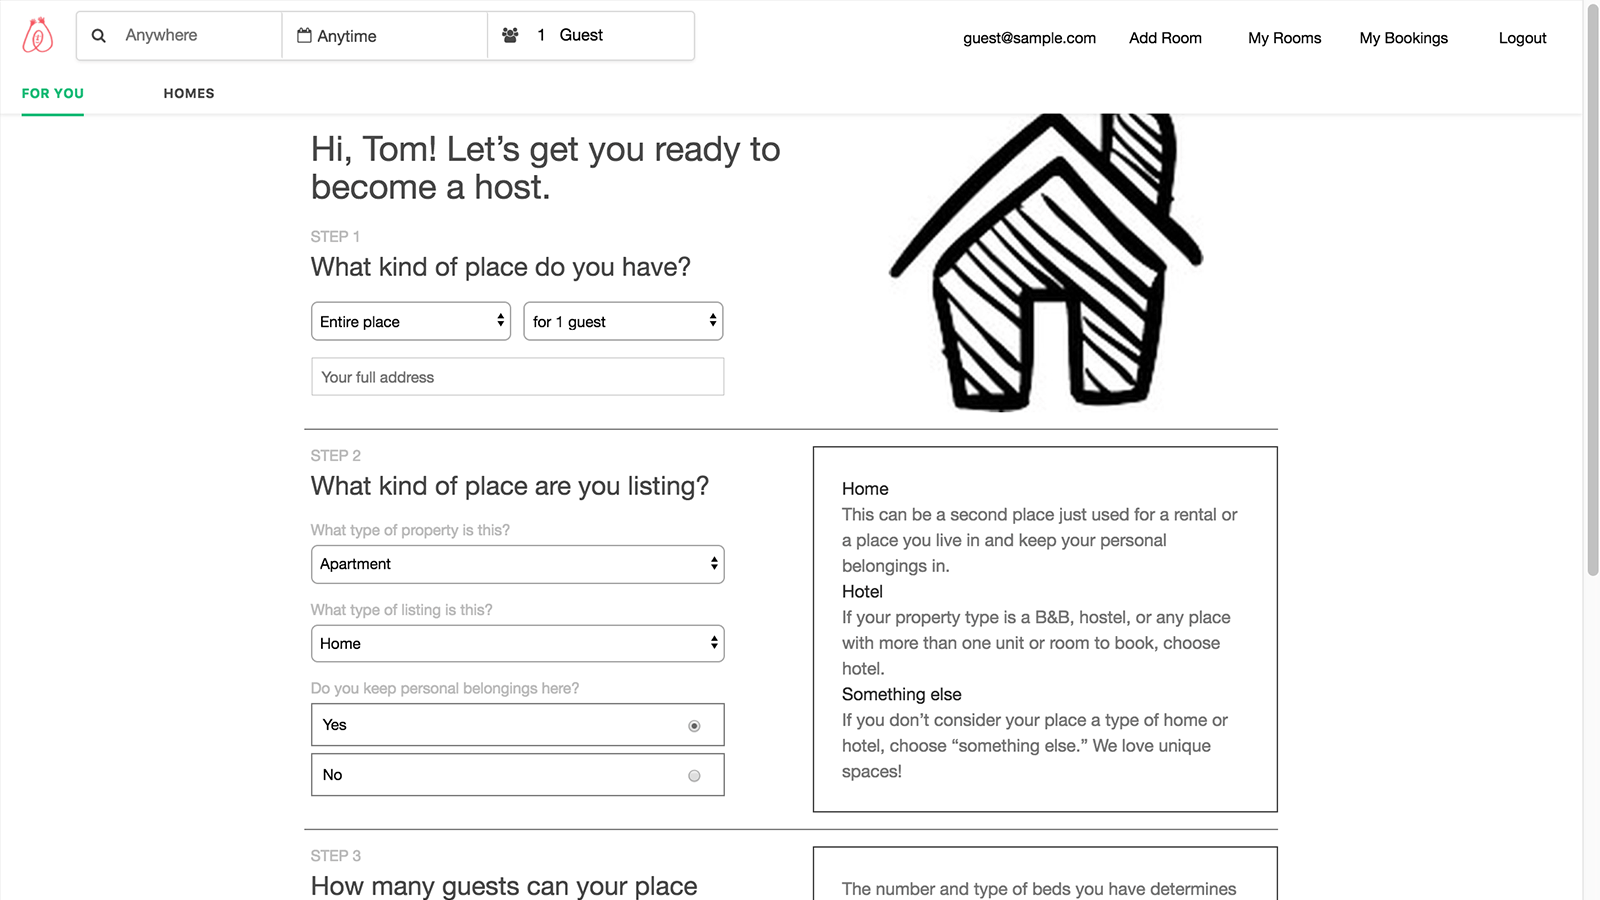 Anywhere
Anytime
1 Guest
guest@sample.com
Add Room
My Rooms
My Bookings
Logout
FOR YOU
HOMES
Hi, Tom! Let’s get you ready to
become a host.
STEP 1
What kind of place do you have?
Entire place
for 1 guest
Your full address
STEP 2
What kind of place are you listing?
What type of property is this?
Apartment
What type of listing is this?
Home
Do you keep personal belongings here?
Yes
No
Home
This can be a second place just used for a rental or
a place you live in and keep your personal
belongings in.
Hotel
If your property type is a B&B, hostel, or any place
with more than one unit or room to book, choose
hotel.
Something else
If you don’t consider your place a type of home or
hotel, choose “something else.” We love unique
spaces!
STEP 3
How many guests can your place
The number and type of beds you have determines